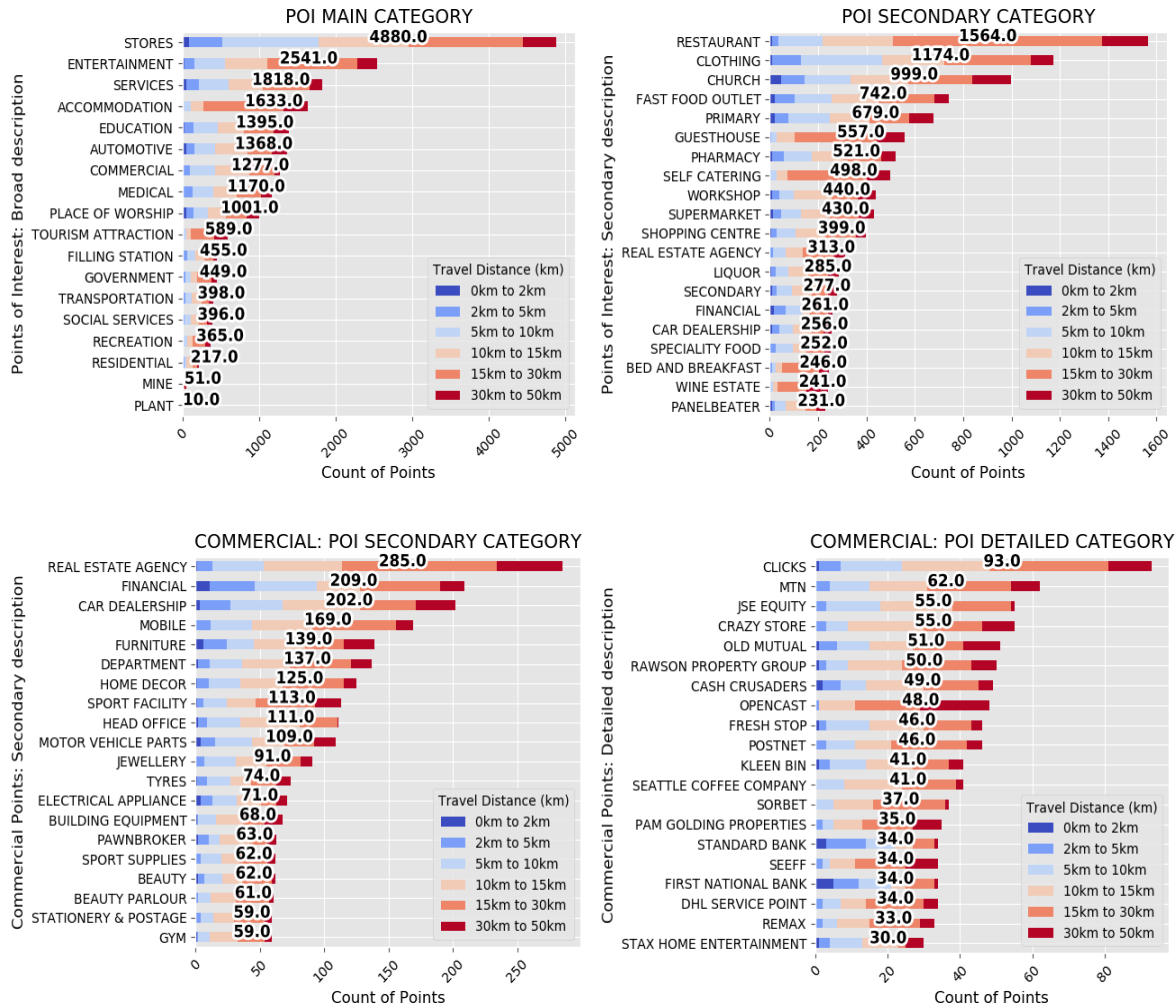 POI MAIN CATEGORY
Points of Interest: Broad description
STORES 4880.0
ENTERTAINMENT 2541.0
SERVICES 1818.0
ACCOMMODATION 1633.0
EDUCATION 1395.0
AUTOMOTIVE 1368.0
COMMERCIAL 1277.0
MEDICAL 1170.0
PLACE OF WORSHIP 1001.0
TOURISM ATTRACTION 589.0
FILLING STATION 455.0
GOVERNMENT 449.0
TRANSPORTATION 398.0
SOCIAL SERVICES 396.0
RECREATION 365.0
RESIDENTIAL 217.0
MINE 51.0
PLANT 10.0
Travel Distance (km)
0km to 2km
2km to 5km
5km to 10km
10km to 15km
15km to 30km
30km to 50km
0 1000 2000 3000 4000 5000
Count of Points
POI SECONDARY CATEGORY
Points of Interest: Secondary description
RESTAURANT 1564.0
CLOTHING 1174.0
CHURCH 999.0
FAST FOOD OUTLET 742.0
PRIMARY 679.0
GUESTHOUSE 557.0
PHARMACY 521.0
SELF CATERING 498.0
WORKSHOP 440.0
SUPERMARKET 430.0
SHOPPING CENTRE 399.0
REAL ESTATE AGENCY 313.0
LIQUOR 285.0
SECONDARY 277.0
FINANCIAL 261.0
CAR DEALERSHIP 256.0
SPECIALITY FOOD 252.0
BED AND BREAKFAST 246.0
WINE ESTATE 241.0
PANELBEATER 231.0
Travel Distance (km)
0km to 2km
2km to 5km
5km to 10km
10km to 15km
15km to 30km
30km to 50km
0 200 400 600 800 1000 1200 1400 1600
Count of Points
COMMERCIAL: POI SECONDARY CATEGORY
Commercial Points: Secondary description
REAL ESTATE AGENCY 285.0
FINANCIAL 209.0
CAR DEALERSHIP 202.0
MOBILE 169.0
FURNITURE 139.0
DEPARTMENT 137.0
HOME DECOR 125.0
SPORT FACILITY 113.0
HEAD OFFICE 111.0
MOTOR VEHICLE PARTS 109.0
JEWELLERY 91.0
TYRES 74.0
ELECTRICAL APPLIANCE 71.0
BUILDING EQUIPMENT 68.0
PAWNBROKER 63.0
SPORT SUPPLIES 62.0
BEAUTY 62.0
BEAUTY PARLOUR 61.0
STATIONERY & POSTAGE 59.0
GYM 59.0
Travel Distance (km)
0km to 2km
2km to 5km
5km to 10km
10km to 15km
15km to 30km
30km to 50km
0 50 100 150 200 250
Count of Points
COMMERCIAL: POI DETAILED CATEGORY
Commercial Points: Detailed description
CLICKS 93.0
MTN 62.0
JSE EQUITY 55.0
CRAZY STORE 55.0
OLD MUTUAL 51.0
RAWSON PROPERTY GROUP 50.0
CASH CRUSADERS 49.0
OPENCAST 48.0
FRESH STOP 46.0
POSTNET 46.0
KLEEN BIN 41.0
SEATTLE COFFEE COMPANY 41.0
SORBET 37.0
PAM GOLDING PROPERTIES 35.0
STANDARD BANK 34.0
SEEFF 34.0
FIRST NATIONAL BANK 34.0
DHL SERVICE POINT 34.0
REMAX 33.0
STAX HOME ENTERTAINMENT 30.0
Travel Distance (km)
0km to 2km
2km to 5km
5km to 10km
10km to 15km
15km to 30km
30km to 50km
0 20 40 60 80
Count of Points